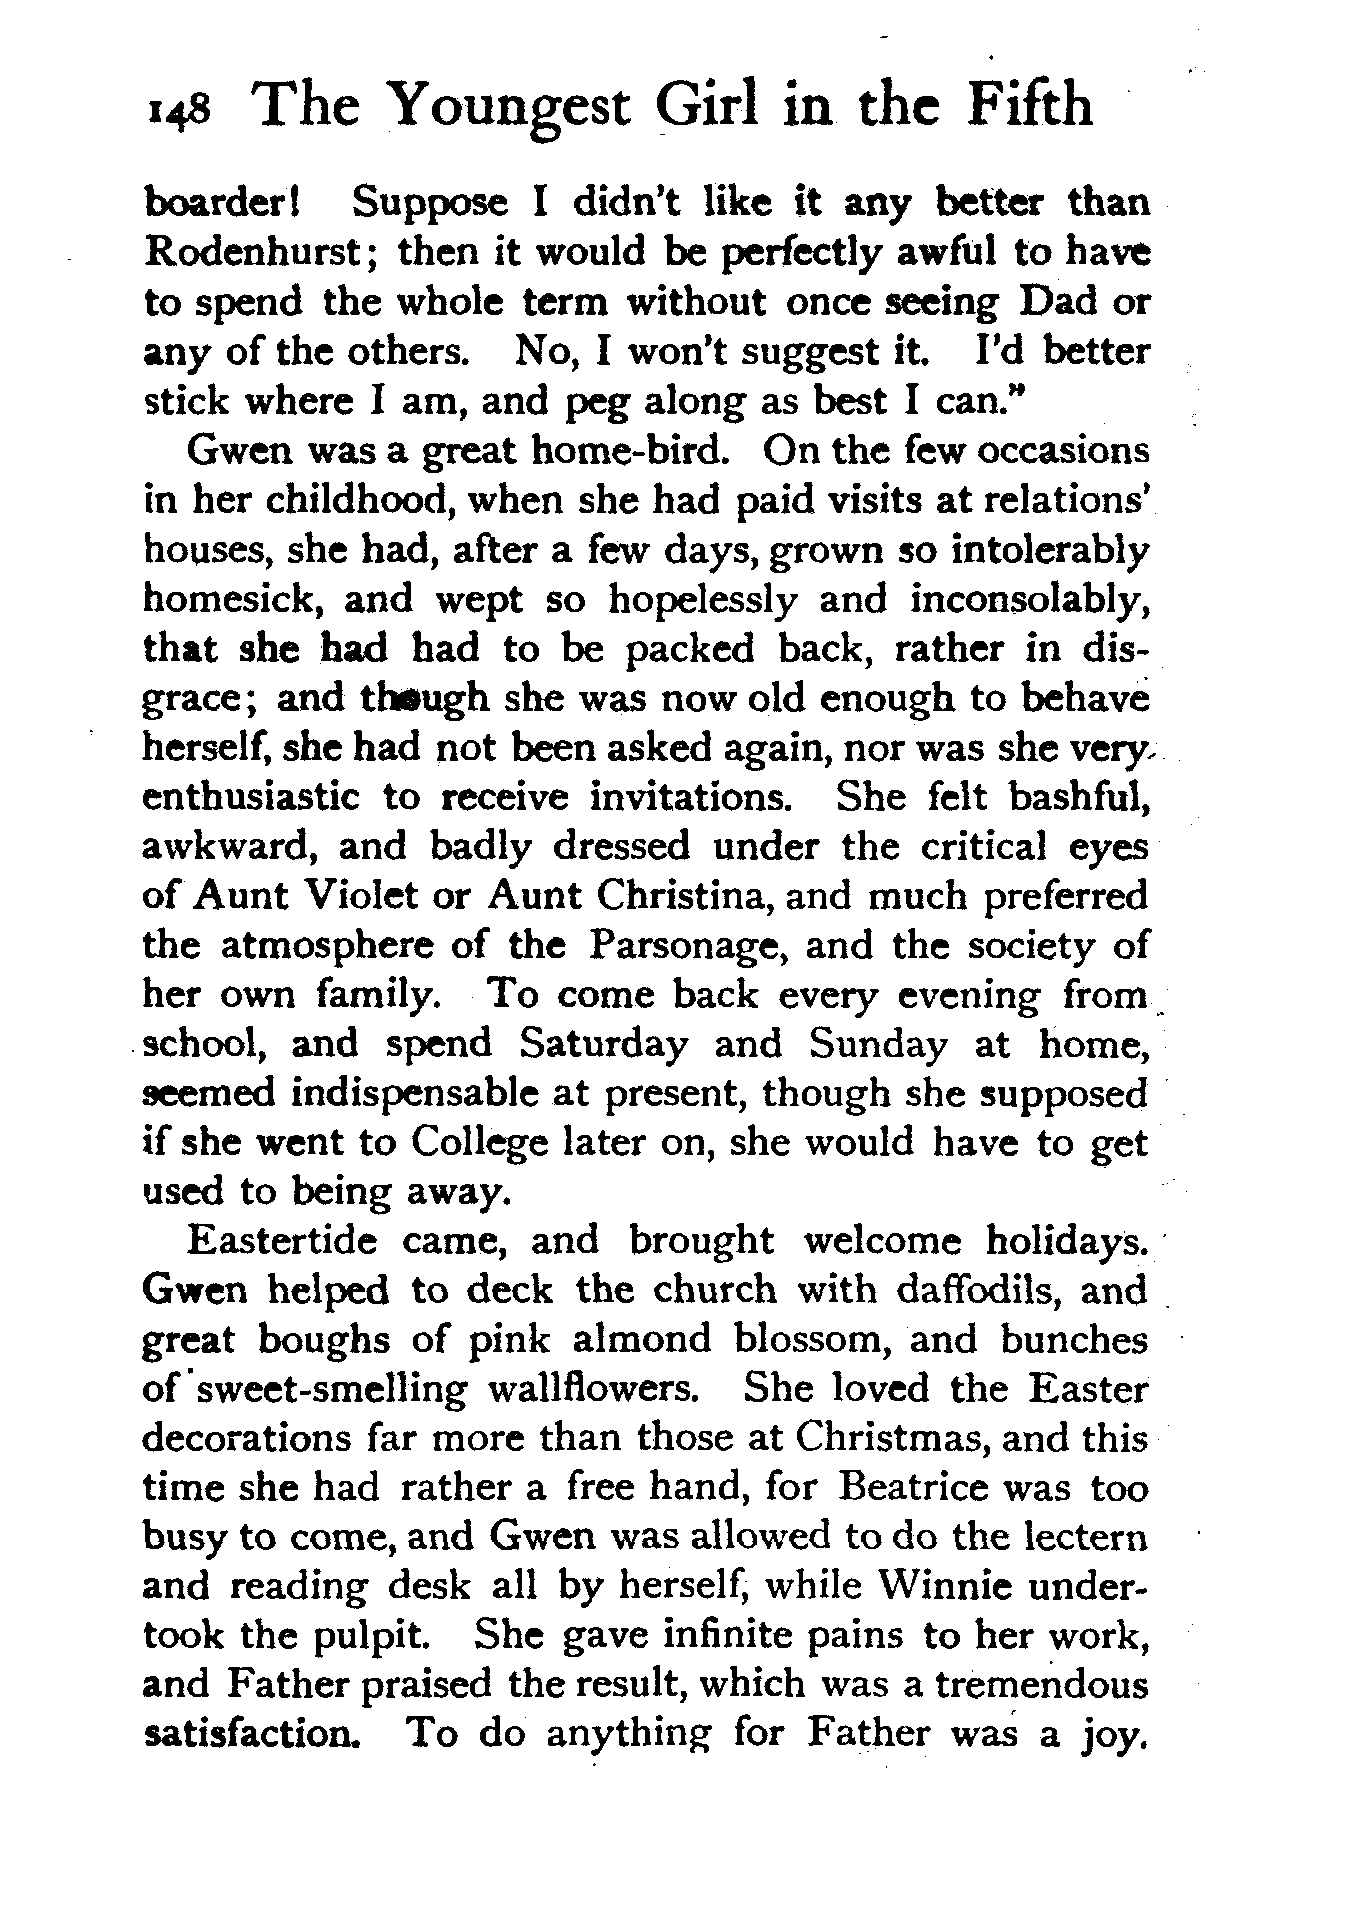 148 The Youngest Girl in the Fifth
boarder! Suppose I didn't like it any better than
Rodenhurst; then it would be perfectly awful to have
to spend the whole term without once seeing Dad or
any of the others. No, I won't suggest it. I'd better
stick where I am, and peg along as best I can."
Gwen was a great home-bird. On the few occasions
in her childhood, when she had paid visits at relations'
houses, she had, after a few days, grown so intolerably
homesick, and wept so hopelessly and inconsolably,
that she had had to be packed back, rather in dis-
grace; and though she was now old enough to behave
herself, she had not been asked again, nor was she very
enthusiastic to receive invitations. She felt bashful,
awkward, and badly dressed under the critical eyes
of Aunt Violet or Aunt Christina, and much preferred
the atmosphere of the Parsonage, and the society of
her own family. To come back every evening from
school, and spend Saturday and Sunday at home,
seemed indispensable at present, though she supposed
if she went to College later on, she would have to get
used to being away.
Eastertide came, and brought welcome holidays.
Gwen helped to deck the church with daffodils, and
great boughs of pink almond blossom, and bunches
of sweet-smelling wallflowers. She loved the Easter
decorations far more than those at Christmas, and this
time she had rather a free hand, for Beatrice was too
busy to come, and Gwen was allowed to do the lectern
and reading desk all by herself, while Winnie under-
took the pulpit. She gave infinite pains to her work,
and Father praised the result, which was a tremendous
satisfaction. To do anything for Father was a joy.